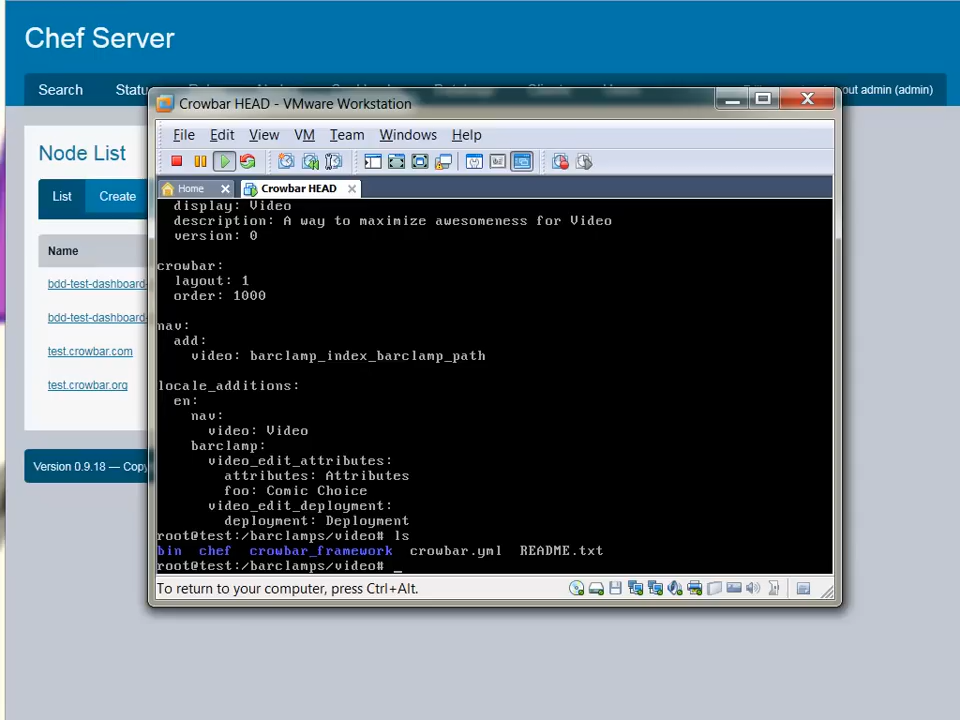 Chef Server
Search
Statu
out admin (admin)
Crowbar HEAD - VMware Workstation
File Edit View VM Team Windows Help
Home
Crowbar HEAD
Node List
List
Create
Name
bdd-test-dashboard-
bdd-test-dashboard-
test.crowbar.com
test.crowbar.org
Version 0.9.18 — Copy
display: Video
description: A way to maximize awesomeness for Video
version: 0
crowbar:
layout: 1
order: 1000
nav:
add:
video: barclamp_index_barclamp_path
locale_additions:
en:
nav:
video: Video
barclamp:
video_edit_attributes:
attributes: Attributes
foo: Comic Choice
video_edit_deployment:
deployment: Deployment
root@test:/barclamps/video# ls
bin chef crowbar_framework crowbar.yml README.txt
root@test:/barclamps/video# _
To return to your computer, press Ctrl+Alt.